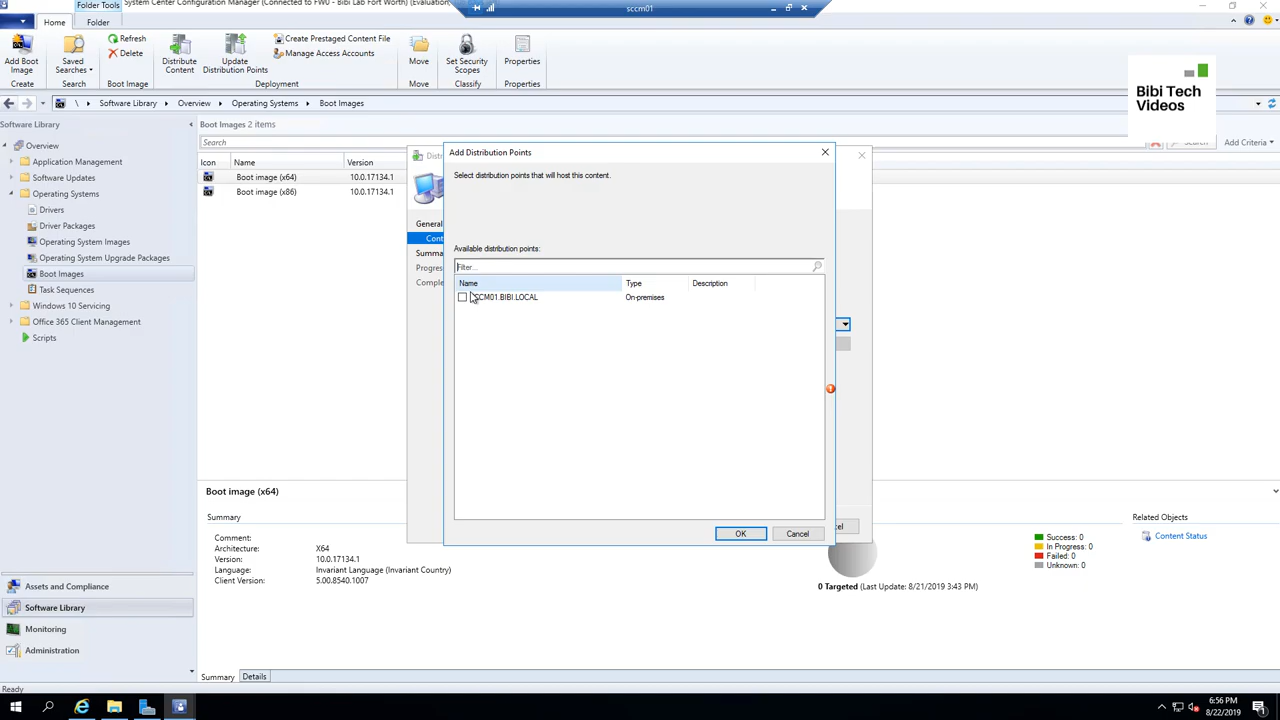 Folder Tools
System Center Configuration Manager (Connected to FW0 - Bibi Lab Fort Worth) (Evaluation
sccm01
Home
Folder
Add Boot
Image
Create
Saved
Searches
Search
Refresh
Delete
Boot Image
Distribute
Content
Update
Distribution Points
Create Prestaged Content File
Manage Access Accounts
Deployment
Move
Move
Set Security
Scopes
Classify
Properties
Properties
Bibi Tech
Videos
\ Software Library Overview Operating Systems Boot Images
Software Library
Overview
Application Management
Software Updates
Operating Systems
Drivers
Driver Packages
Operating System Images
Operating System Upgrade Packages
Boot Images
Task Sequences
Windows 10 Servicing
Office 365 Client Management
Scripts
Boot Images 2 items
Search
Search
Add Criteria
Icon Name Version
Boot image (x64) 10.0.17134.1
Boot image (x86) 10.0.17134.1
General
Cont
Summa
Progres
Comple
Add Distribution Points
Select distribution points that will host this content.
Available distribution points:
Filter...
Name Type Description
CCM01.BIBI.LOCAL On-premises
OK
Cancel
Boot image (x64)
Summary
Comment:
Architecture: X64
Version: 10.0.17134.1
Language: Invariant Language (Invariant Country)
Client Version: 5.00.8540.1007
Success: 0
In Progress: 0
Failed: 0
Unknown: 0
0 Targeted (Last Update: 8/21/2019 3:43 PM)
Related Objects
Content Status
Assets and Compliance
Software Library
Monitoring
Administration
Summary
Details
Ready
6:56 PM
8/22/2019
1